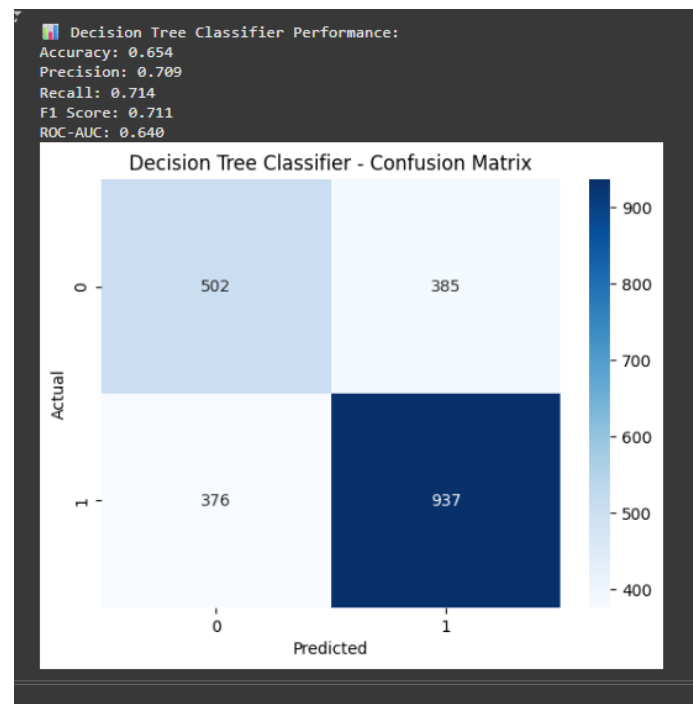 📊 Decision Tree Classifier Performance:
Accuracy: 0.654
Precision: 0.709
Recall: 0.714
F1 Score: 0.711
ROC-AUC: 0.640
Decision Tree Classifier - Confusion Matrix
900
0
502
385
800
700
Actual
600
1
376
937
500
400
0
1
Predicted